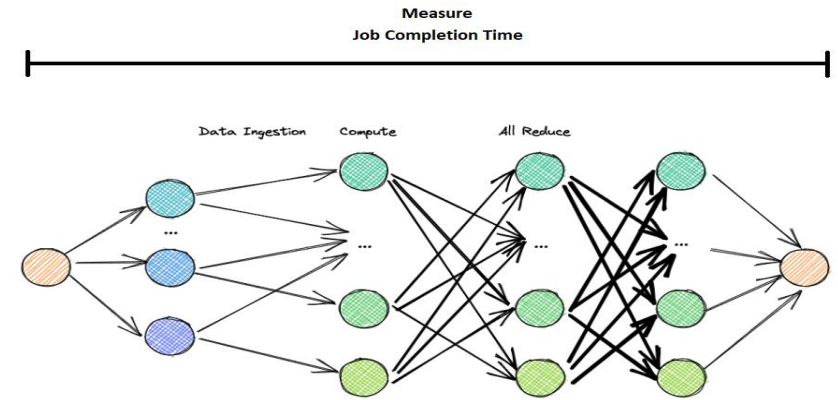 Measure
Job Completion Time
Data Ingestion Compute All Reduce
...
... ... ...